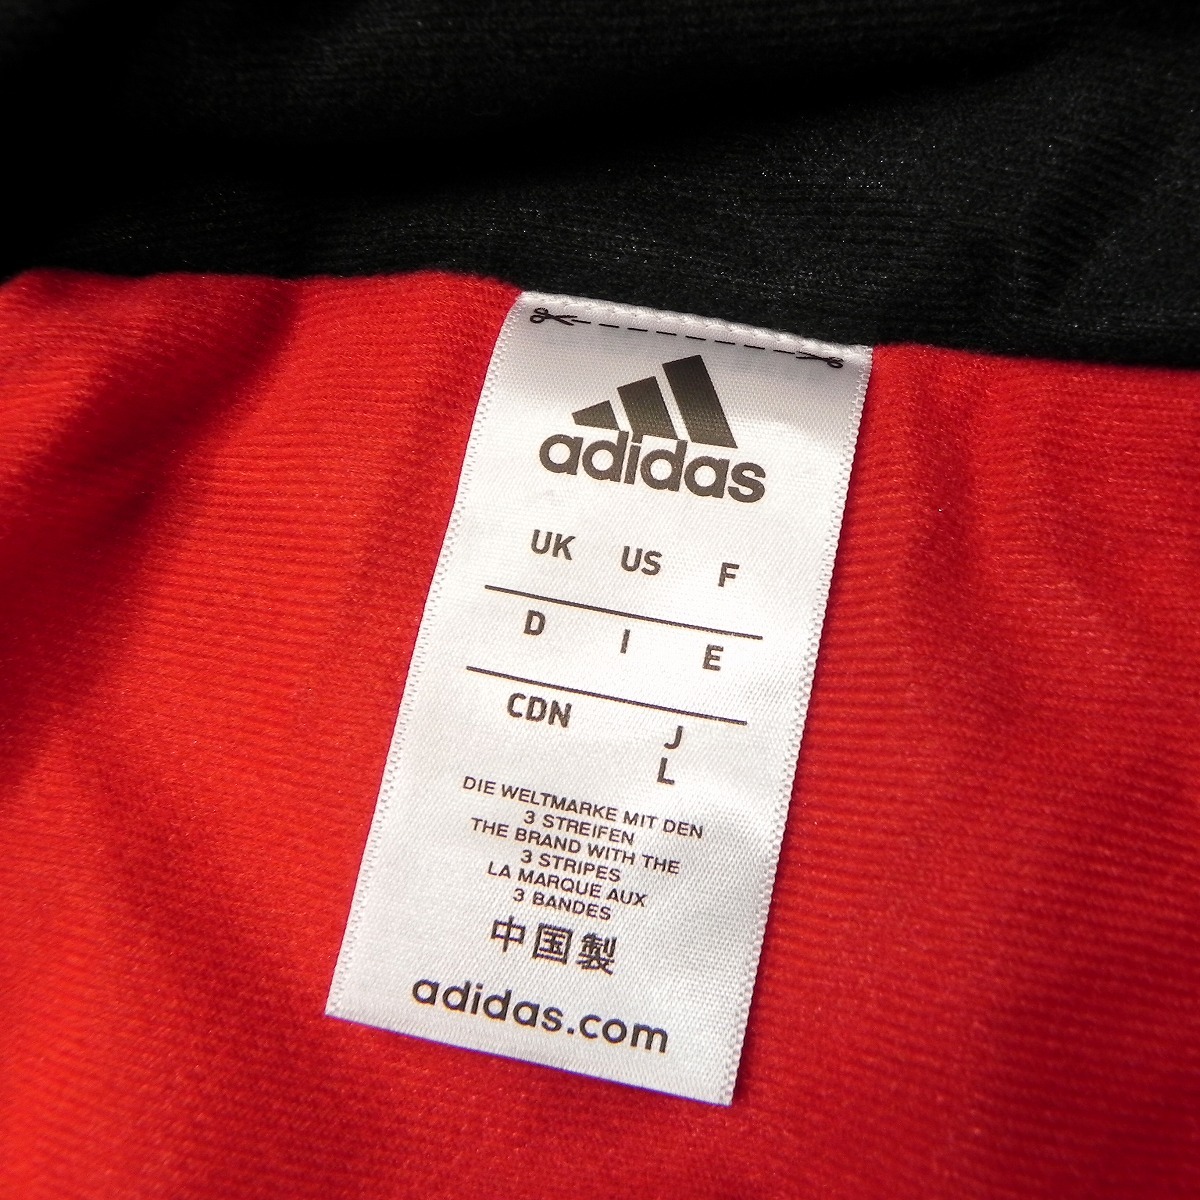 adidas
UK US F
D I E
CDN J
L
DIE WELTMARKE MIT DEN
3 STREIFEN
THE BRAND WITH THE
3 STRIPES
LA MARQUE AUX
3 BANDES
中国製
adidas.com